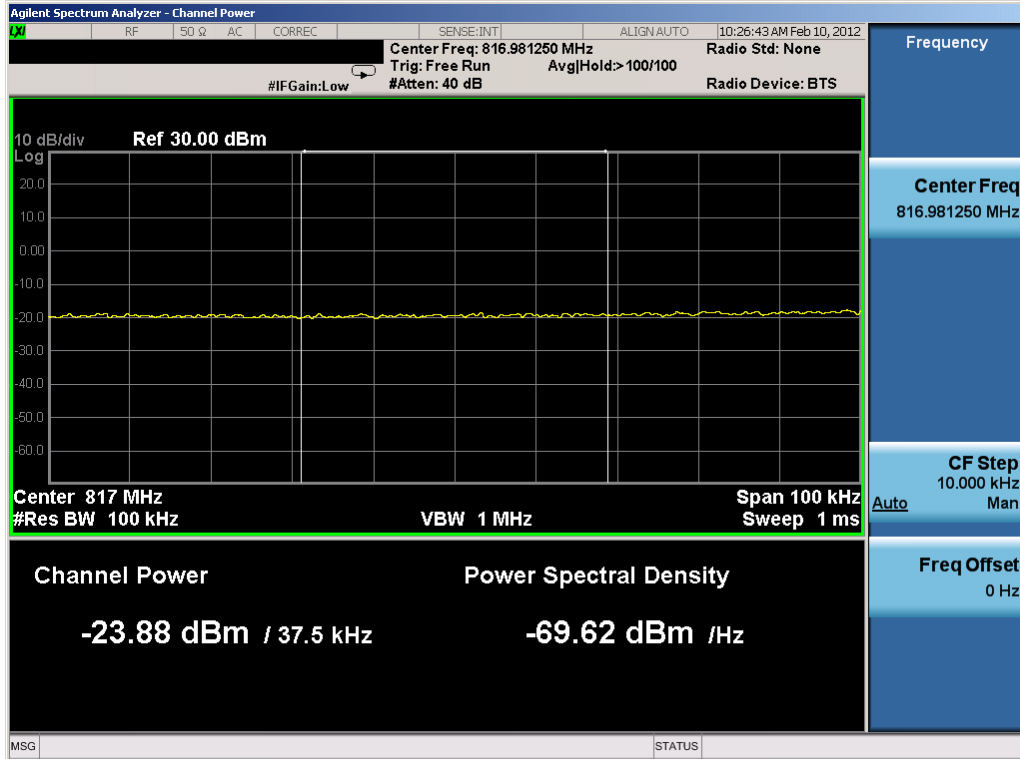 Agilent Spectrum Analyzer - Channel Power
LXI RF 50 Ω AC CORREC SENSE:INT ALIGNAUTO 10:26:43 AM Feb 10, 2012
Center Freq: 816.981250 MHz Radio Std: None
Trig: Free Run Avg|Hold:>100/100
#IFGain:Low #Atten: 40 dB Radio Device: BTS
10 dB/div Ref 30.00 dBm
Log
20.0
10.0
0.00
-10.0
-20.0
-30.0
-40.0
-50.0
-60.0
Center 817 MHz Span 100 kHz
#Res BW 100 kHz VBW 1 MHz Sweep 1 ms
Channel Power Power Spectral Density
-23.88 dBm / 37.5 kHz -69.62 dBm /Hz
MSG STATUS
Frequency
Center Freq
816.981250 MHz
CF Step
10.000 kHz
Auto Man
Freq Offset
0 Hz